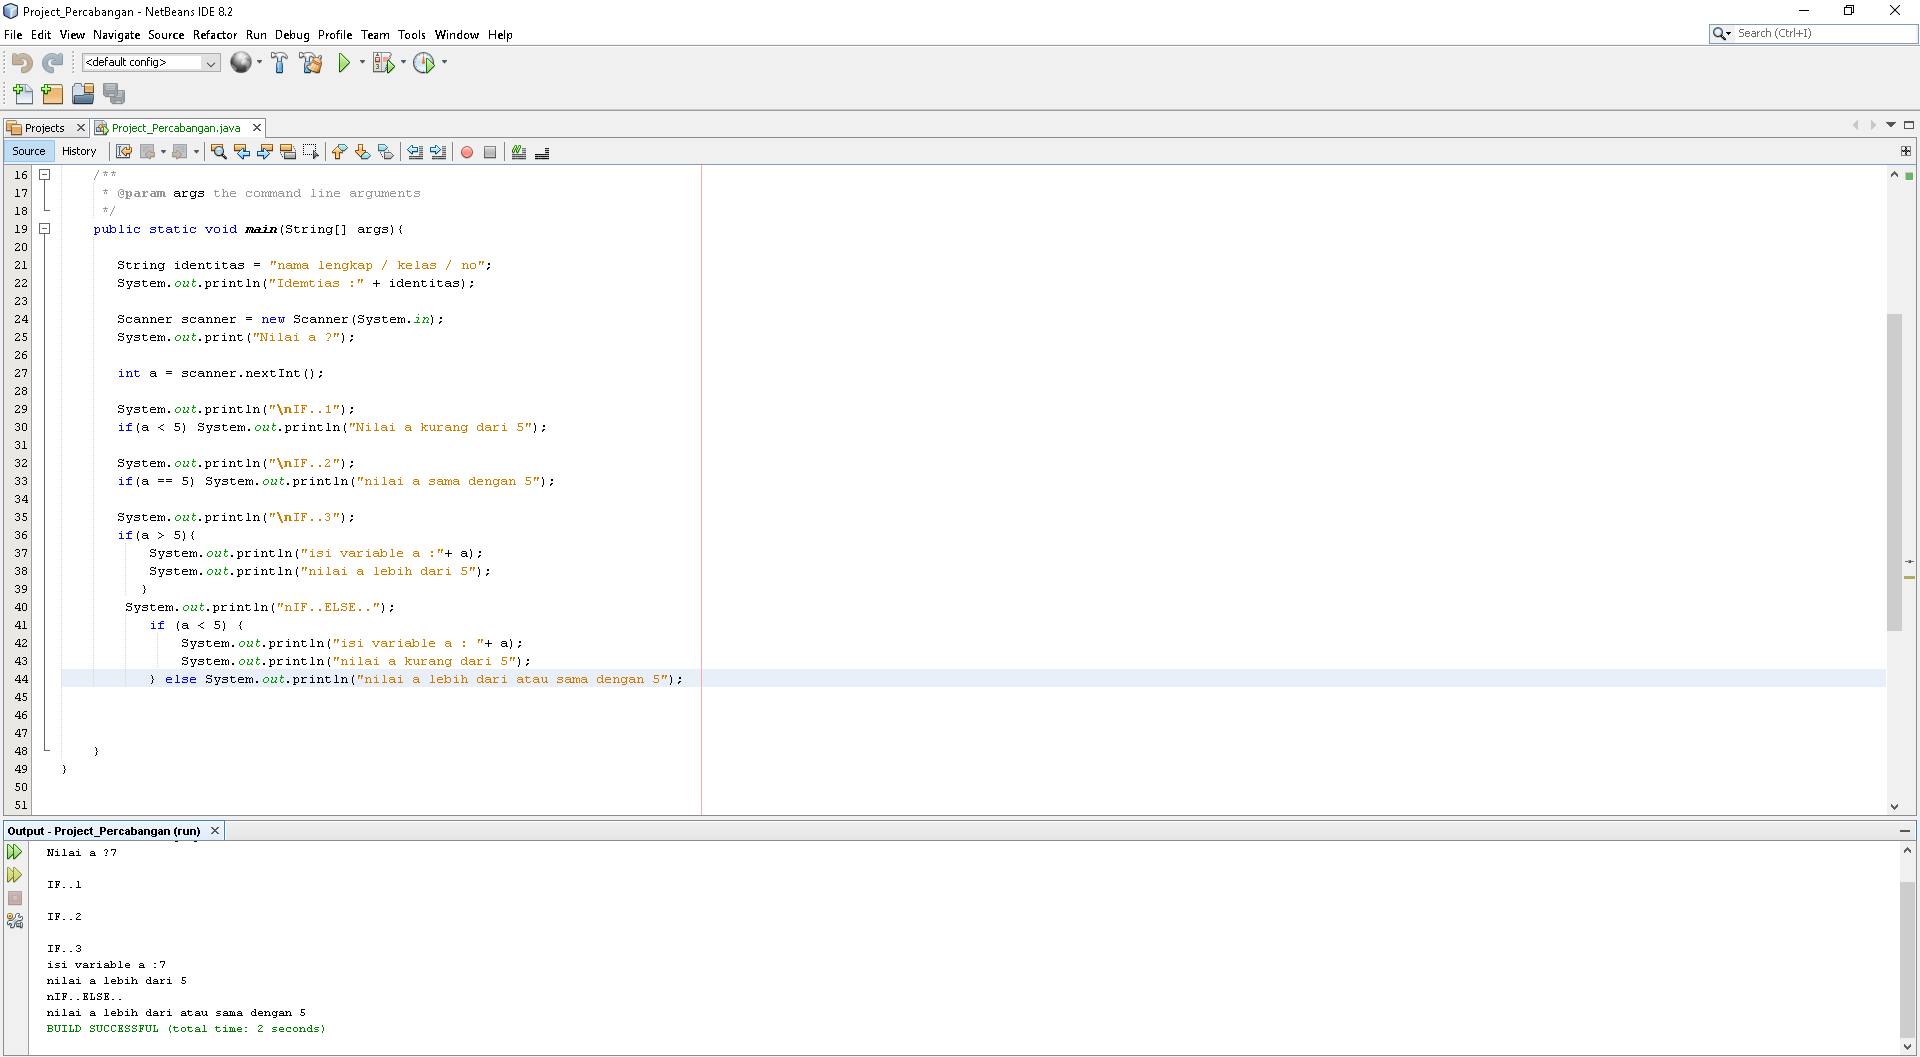 Project_Percabangan - NetBeans IDE 8.2
File Edit View Navigate Source Refactor Run Debug Profile Team Tools Window Help
Search (Ctrl+I)
<default config>
Projects
Project_Percabangan.java
Source History
16 /**
17 * @param args the command line arguments
18 */
19 public static void main(String[] args){
20
21 String identitas = "nama lengkap / kelas / no";
22 System.out.println("Idemtias :" + identitas);
23
24 Scanner scanner = new Scanner(System.in);
25 System.out.print("Nilai a ?");
26
27 int a = scanner.nextInt();
28
29 System.out.println("\nIF..1");
30 if(a < 5) System.out.println("Nilai a kurang dari 5");
31
32 System.out.println("\nIF..2");
33 if(a == 5) System.out.println("nilai a sama dengan 5");
34
35 System.out.println("\nIF..3");
36 if(a > 5){
37 System.out.println("isi variable a :"+ a);
38 System.out.println("nilai a lebih dari 5");
39 }
40 System.out.println("nIF..ELSE..");
41 if (a < 5) {
42 System.out.println("isi variable a : "+ a);
43 System.out.println("nilai a kurang dari 5");
44 } else System.out.println("nilai a lebih dari atau sama dengan 5");
45
46
47
48 }
49 }
50
51
Output - Project_Percabangan (run)
Nilai a ?7
IF..1
IF..2
IF..3
isi variable a :7
nilai a lebih dari 5
nIF..ELSE..
nilai a lebih dari atau sama dengan 5
BUILD SUCCESSFUL (total time: 2 seconds)